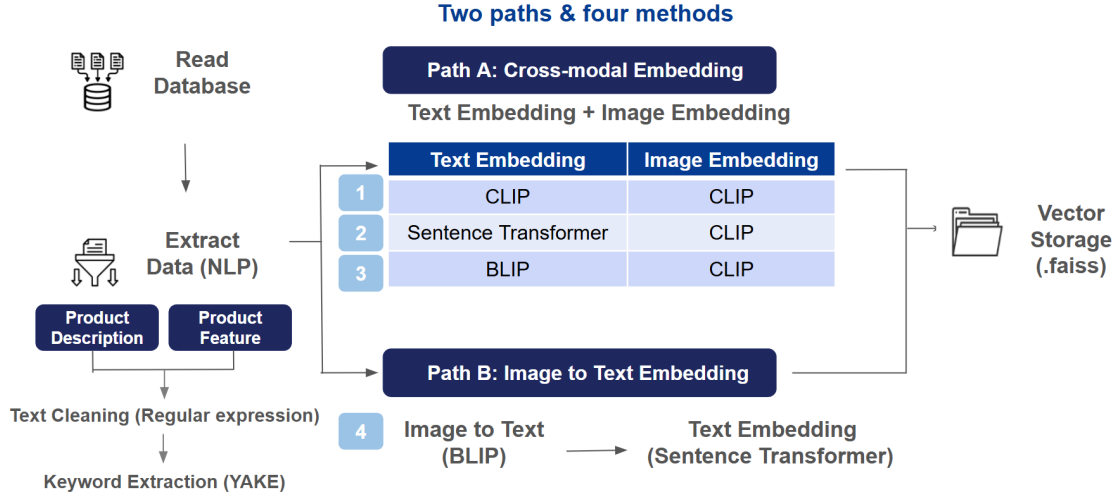 Two paths & four methods
Read
Database
Path A: Cross-modal Embedding
Text Embedding + Image Embedding
Text Embedding Image Embedding
1 CLIP CLIP
2 Sentence Transformer CLIP
3 BLIP CLIP
Extract
Data (NLP)
Vector
Storage
(.faiss)
Product
Description
Product
Feature
Path B: Image to Text Embedding
Text Cleaning (Regular expression)
4 Image to Text
(BLIP)
Text Embedding
(Sentence Transformer)
Keyword Extraction (YAKE)